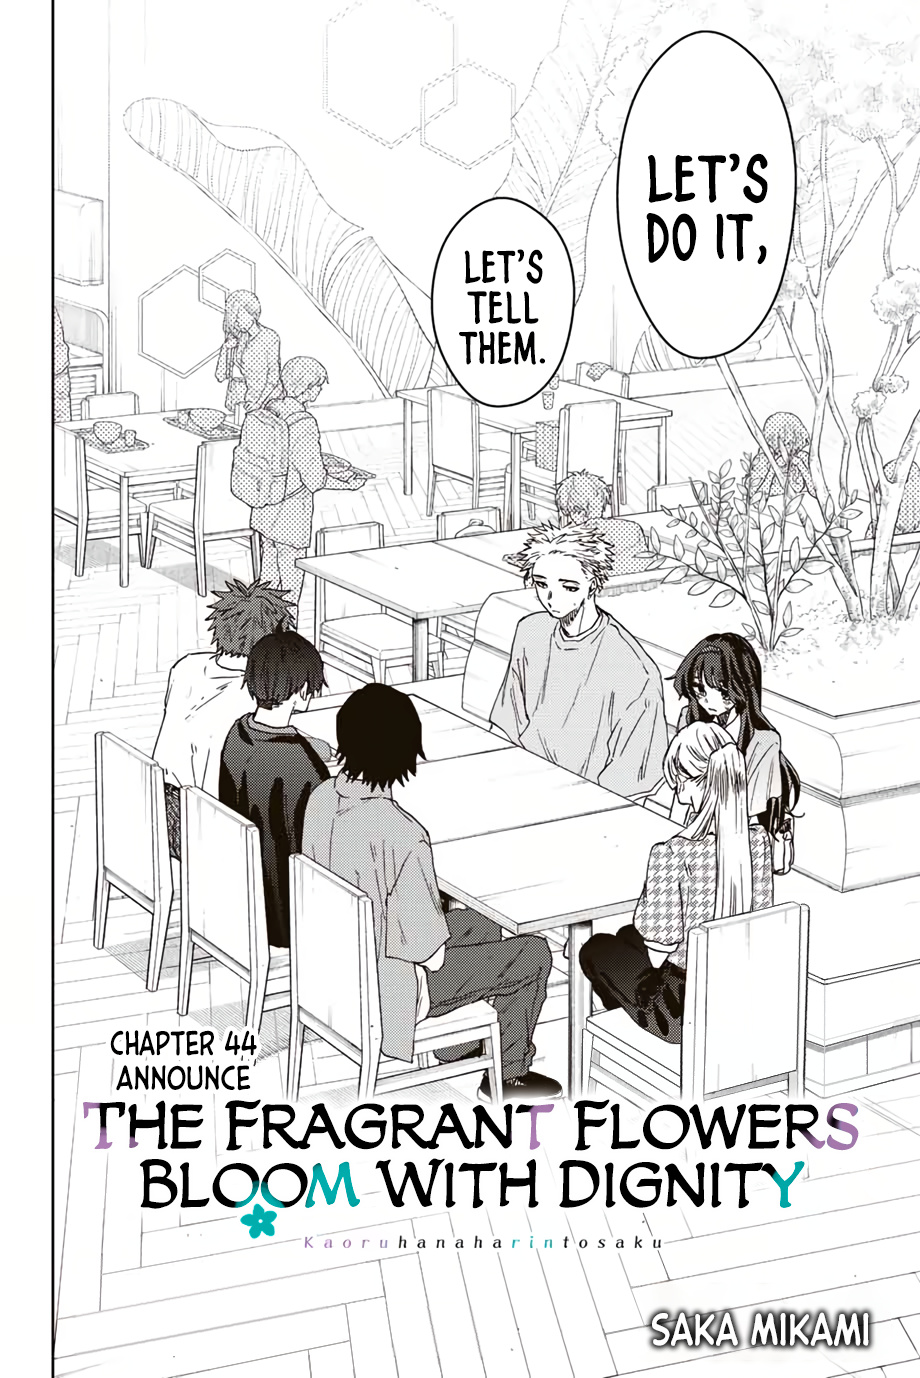 LET'S
DO IT,
LET'S
TELL
THEM.
CHAPTER 44
ANNOUNCE
THE FRAGRANT FLOWERS
BLOOM WITH DIGNITY
Kaoruhanaharintosaku
SAKA MIKAMI